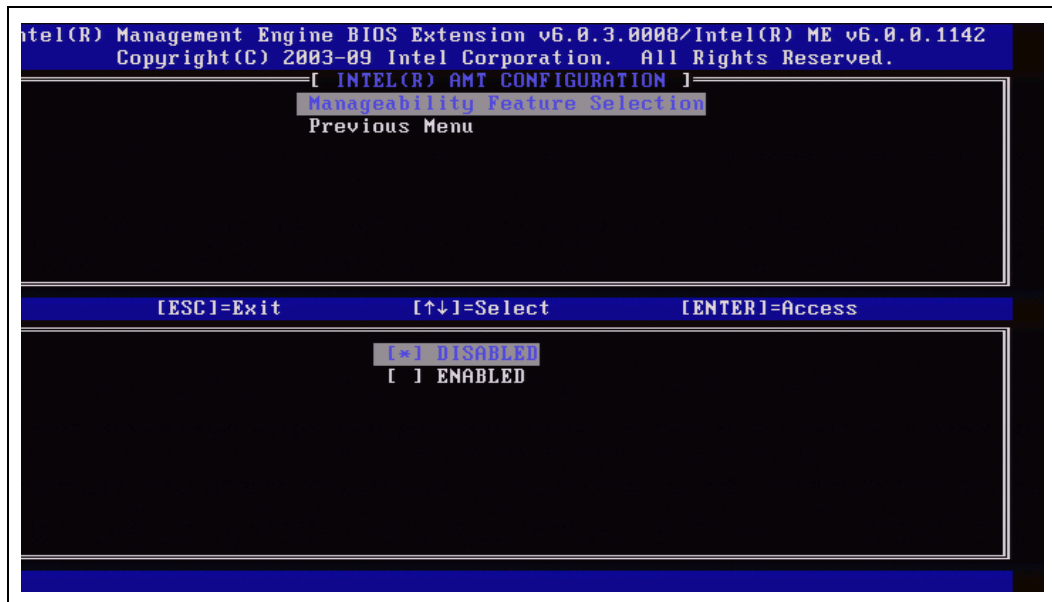 ntel(R) Management Engine BIOS Extension v6.0.3.0008/Intel(R) ME v6.0.0.1142
Copyright(C) 2003-09 Intel Corporation. All Rights Reserved.
[ INTEL(R) AMT CONFIGURATION ]
Manageability Feature Selection
Previous Menu
[ESC]=Exit [↑↓]=Select [ENTER]=Access
[*] DISABLED
[ ] ENABLED